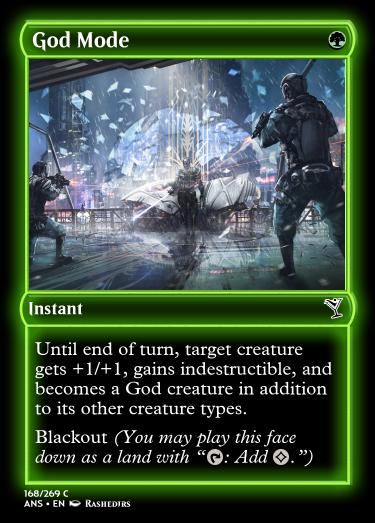 God Mode
Instant
Until end of turn, target creature
gets +1/+1, gains indestructible, and
becomes a God creature in addition
to its other creature types.
Blackout (You may play this face
down as a land with “: Add .”)
168/269 C
ANS • EN Rashedjrs